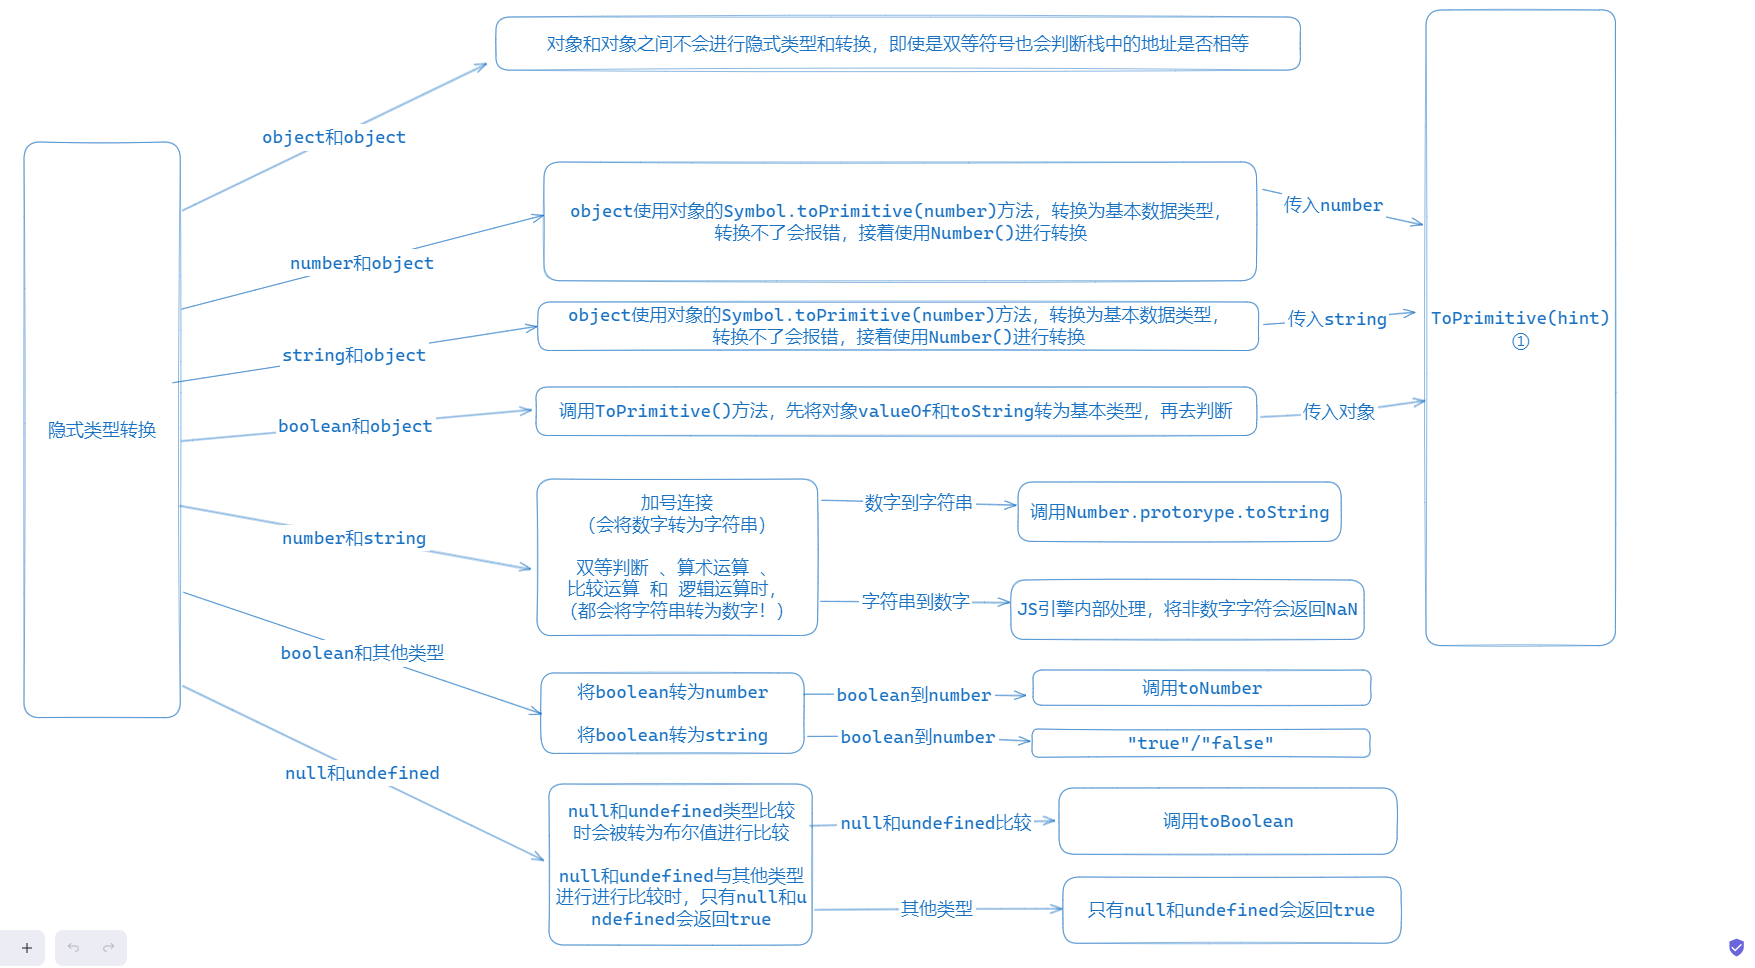 隐式类型转换
object和object
对象和对象之间不会进行隐式类型和转换，即使是双等符号也会判断栈中的地址是否相等
number和object
object使用对象的Symbol.toPrimitive(number)方法，转换为基本数据类型，
转换不了会报错，接着使用Number()进行转换
传入number
string和object
object使用对象的Symbol.toPrimitive(number)方法，转换为基本数据类型，
转换不了会报错，接着使用Number()进行转换
传入string
boolean和object
调用ToPrimitive()方法，先将对象valueOf和toString转为基本类型，再去判断
传入对象
ToPrimitive(hint)
①
number和string
加号连接
（会将数字转为字符串）
双等判断 、算术运算 、
比较运算 和 逻辑运算时，
（都会将字符串转为数字！）
数字到字符串
调用Number.protorype.toString
字符串到数字
JS引擎内部处理，将非数字字符会返回NaN
boolean和其他类型
将boolean转为number
将boolean转为string
boolean到number
调用toNumber
boolean到number
"true"/"false"
null和undefined
null和undefined类型比较
时会被转为布尔值进行比较
null和undefined与其他类型
进行进行比较时，只有null和u
ndefined会返回true
null和undefined比较
调用toBoolean
其他类型
只有null和undefined会返回true